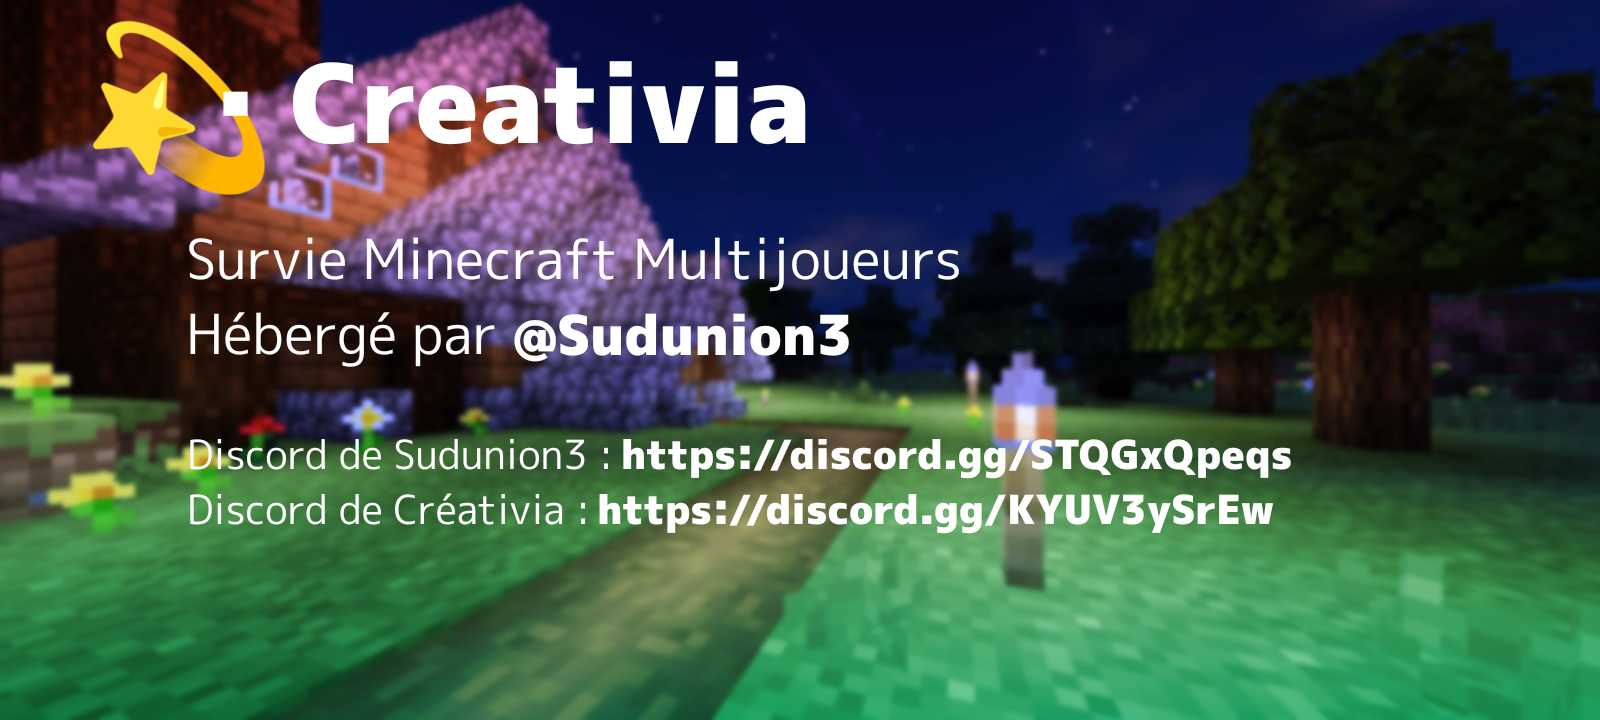 💫· Creativia
Survie Minecraft Multijoueurs
Hébergé par @Sudunion3
Discord de Sudunion3 : https://discord.gg/STQGxQpeqs
Discord de Créativia : https://discord.gg/KYUV3ySrEw